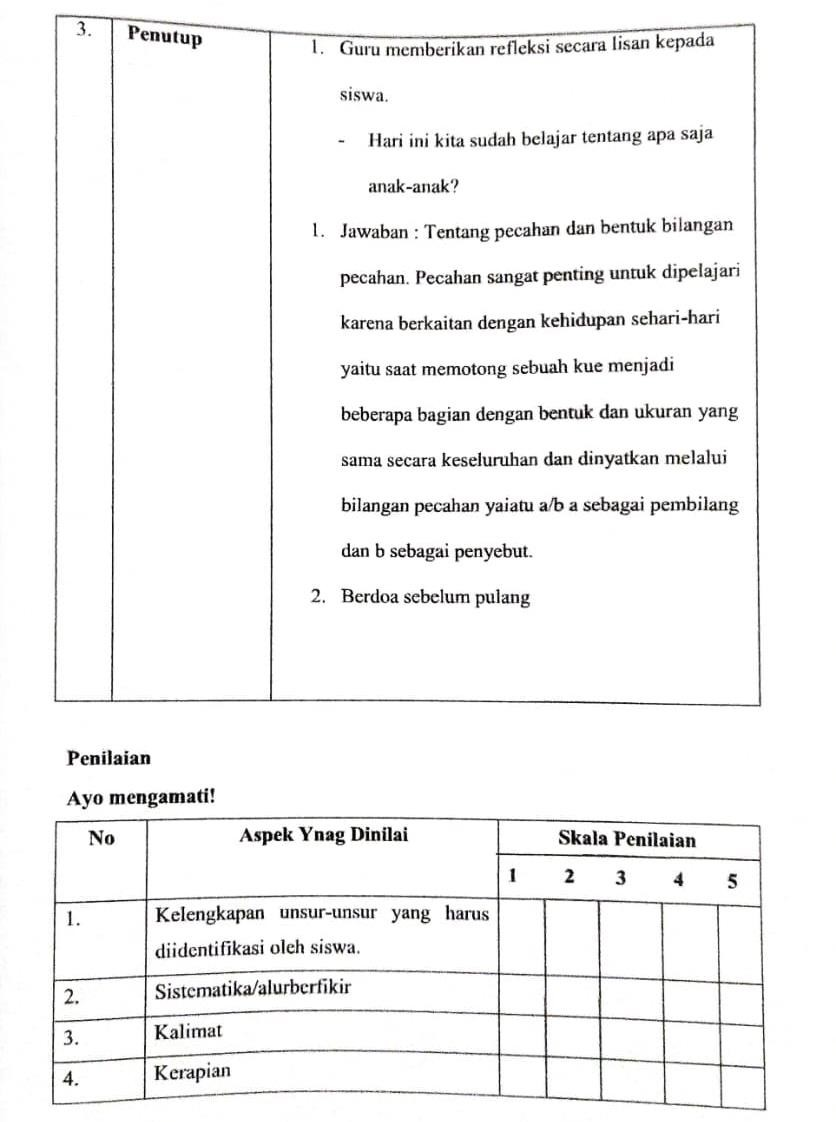 3. Penutup
1. Guru memberikan refleksi secara lisan kepada
siswa.
- Hari ini kita sudah belajar tentang apa saja
anak-anak?
1. Jawaban : Tentang pecahan dan bentuk bilangan
pecahan. Pecahan sangat penting untuk dipelajari
karena berkaitan dengan kehidupan sehari-hari
yaitu saat memotong sebuah kue menjadi
beberapa bagian dengan bentuk dan ukuran yang
sama secara keseluruhan dan dinyatkan melalui
bilangan pecahan yaiatu a/b a sebagai pembilang
dan b sebagai penyebut.
2. Berdoa sebelum pulang
Penilaian
Ayo mengamati!
No Aspek Ynag Dinilai Skala Penilaian
1 2 3 4 5
1. Kelengkapan unsur-unsur yang harus
diidentifikasi oleh siswa.
2. Sistematika/alurberfikir
3. Kalimat
4. Kerapian